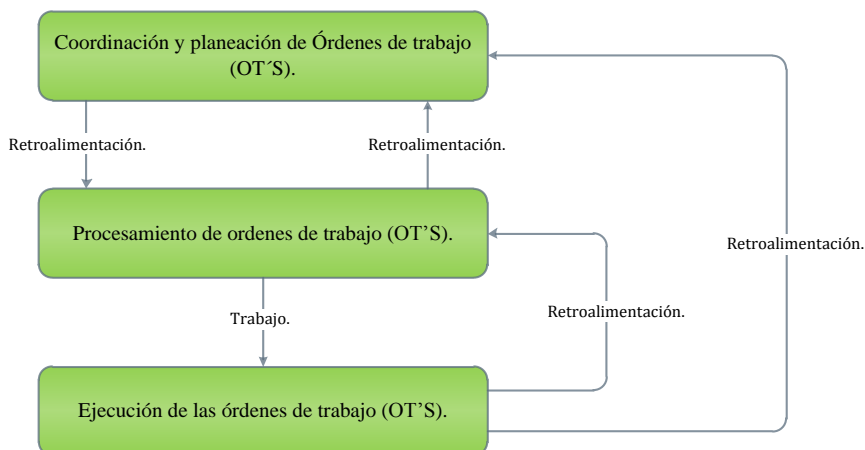 Coordinación y planeación de Órdenes de trabajo
(OT´S).
Retroalimentación.
Retroalimentación.
Procesamiento de ordenes de trabajo (OT’S).
Retroalimentación.
Trabajo.
Retroalimentación.
Ejecución de las órdenes de trabajo (OT’S).